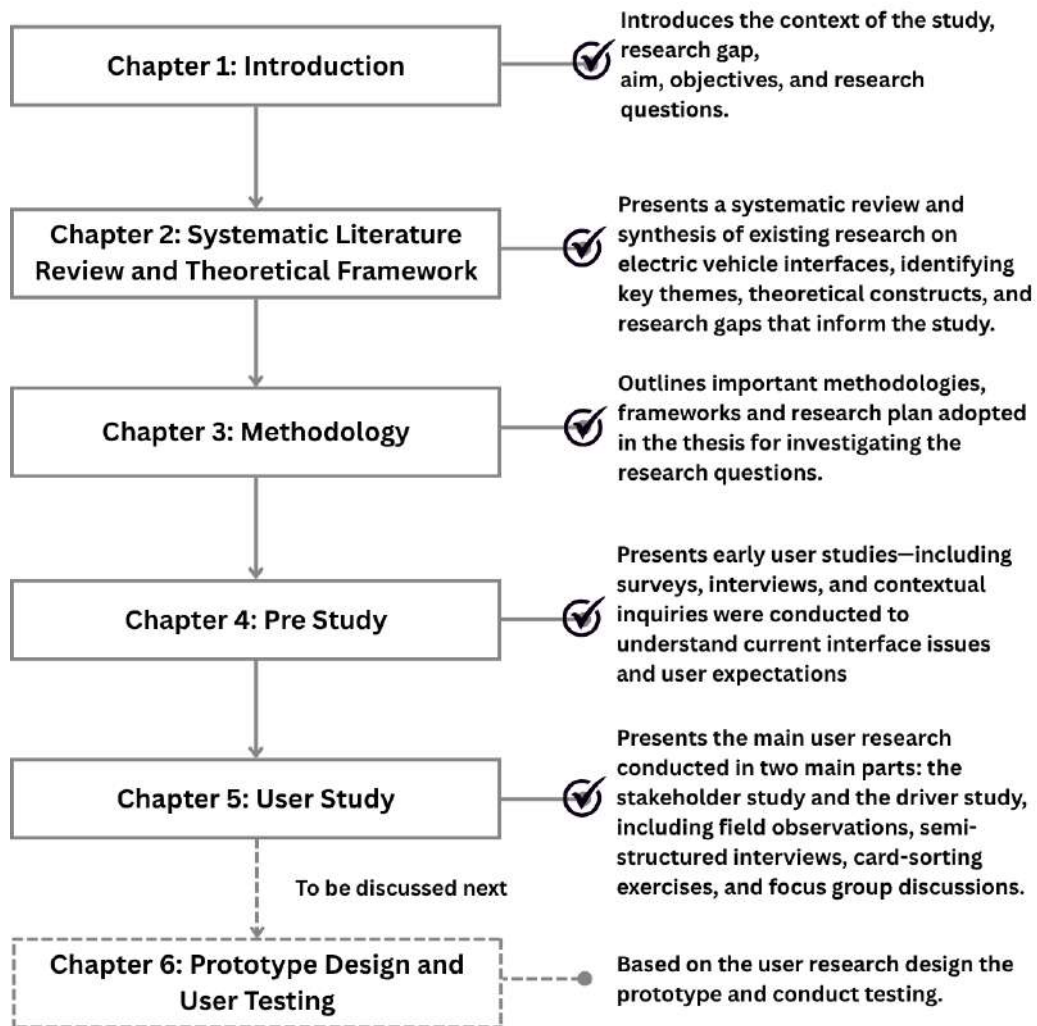 Chapter 1: Introduction
Introduces the context of the study,
research gap,
aim, objectives, and research
questions.
Chapter 2: Systematic Literature
Review and Theoretical Framework
Presents a systematic review and
synthesis of existing research on
electric vehicle interfaces, identifying
key themes, theoretical constructs, and
research gaps that inform the study.
Chapter 3: Methodology
Outlines important methodologies,
frameworks and research plan adopted
in the thesis for investigating the
research questions.
Chapter 4: Pre Study
Presents early user studies—including
surveys, interviews, and contextual
inquiries were conducted to
understand current interface issues
and user expectations
Chapter 5: User Study
Presents the main user research
conducted in two main parts: the
stakeholder study and the driver study,
including field observations, semi-
structured interviews, card-sorting
exercises, and focus group discussions.
To be discussed next
Chapter 6: Prototype Design and
User Testing
Based on the user research design the
prototype and conduct testing.